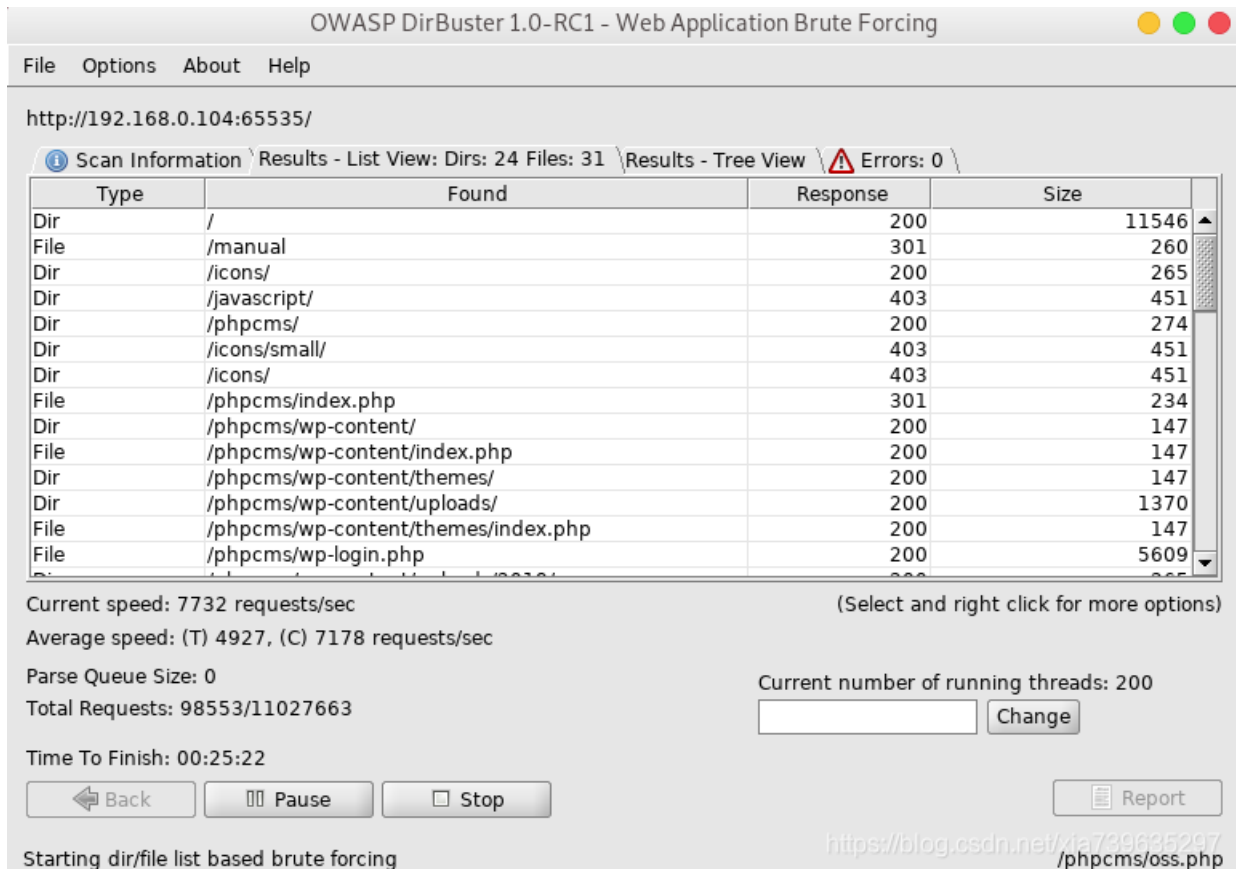 OWASP DirBuster 1.0-RC1 - Web Application Brute Forcing
File Options About Help
http://192.168.0.104:65535/
Scan Information Results - List View: Dirs: 24 Files: 31 Results - Tree View Errors: 0
Type Found Response Size
Dir / 200 11546
File /manual 301 260
Dir /icons/ 200 265
Dir /javascript/ 403 451
Dir /phpcms/ 200 274
Dir /icons/small/ 403 451
Dir /icons/ 403 451
File /phpcms/index.php 301 234
Dir /phpcms/wp-content/ 200 147
File /phpcms/wp-content/index.php 200 147
Dir /phpcms/wp-content/themes/ 200 147
Dir /phpcms/wp-content/uploads/ 200 1370
File /phpcms/wp-content/themes/index.php 200 147
File /phpcms/wp-login.php 200 5609
Current speed: 7732 requests/sec (Select and right click for more options)
Average speed: (T) 4927, (C) 7178 requests/sec
Parse Queue Size: 0
Current number of running threads: 200
Total Requests: 98553/11027663
Change
Time To Finish: 00:25:22
Back Pause Stop Report
https://blog.csdn.net/xia739635297
Starting dir/file list based brute forcing /phpcms/oss.php